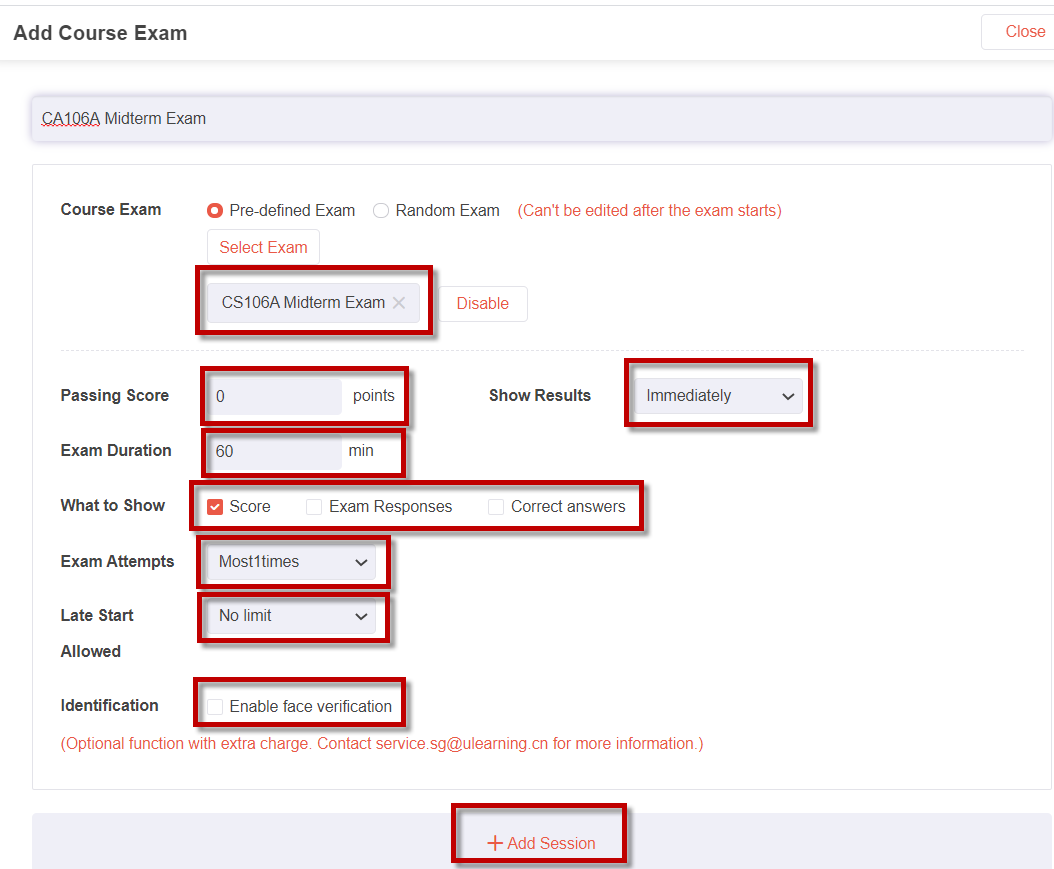 Add Course Exam
Close
CA106A Midterm Exam
Course Exam Pre-defined Exam Random Exam (Can't be edited after the exam starts)
Select Exam
CS106A Midterm Exam Disable
Passing Score 0 points Show Results Immediately
Exam Duration 60 min
What to Show Score Exam Responses Correct answers
Exam Attempts Most1times
Late Start No limit
Allowed
Identification Enable face verification
(Optional function with extra charge. Contact service.sg@ulearning.cn for more information.)
+ Add Session